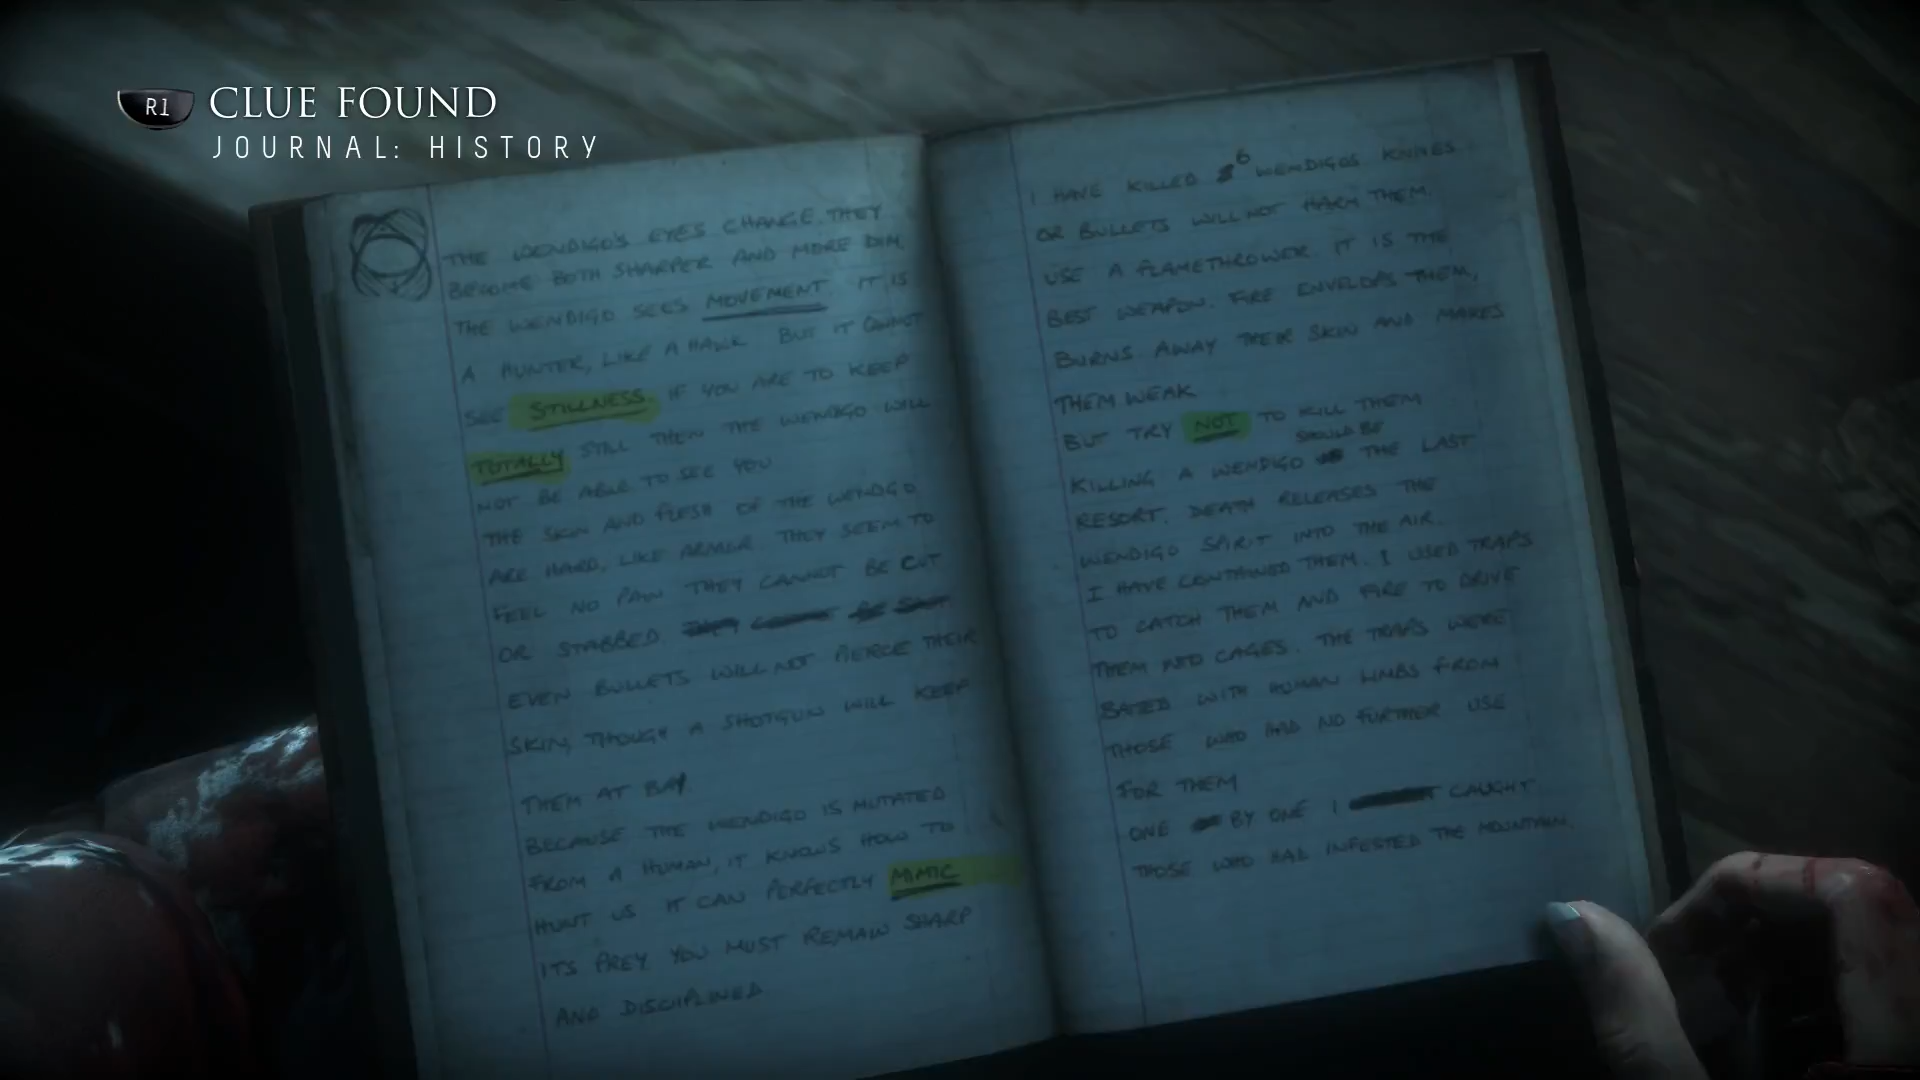 R1 CLUE FOUND
JOURNAL: HISTORY
THE WENDIGO'S EYES CHANGE. THEY
BECOME BOTH SHARPER AND MORE DIM.
THE WENDIGO SEES MOVEMENT. IT IS
A HUNTER, LIKE A HAWK BUT IT CANNOT
SEE STILLNESS. IF YOU ARE TO KEEP
TOTALLY STILL THEN THE WENDIGO WILL
NOT BE ABLE TO SEE YOU
THE SKIN AND FLESH OF THE WENDIGO
ARE HARD, LIKE ARMOR. THEY SEEM TO
FEEL NO PAIN THEY CANNOT BE CUT
OR STABBED.
EVEN BULLETS WILL NOT PIERCE THEIR
SKIN, THOUGH A SHOTGUN WILL KEEP
THEM AT BAY.
BECAUSE THE WENDIGO IS MUTATED
FROM A HUMAN, IT KNOWS HOW TO
HUNT US IT CAN PERFECTLY MIMIC
ITS PREY. YOU MUST REMAIN SHARP
AND DISCIPLINED
I HAVE KILLED 6 WENDIGOS KNIVES
OR BULLETS WILL NOT HARM THEM.
USE A FLAMETHROWER. IT IS THE
BEST WEAPON. FIRE ENVELOPS THEM,
BURNS AWAY THEIR SKIN AND MAKES
THEM WEAK
BUT TRY NOT TO KILL THEM
KILLING A WENDIGO SHOULD BE THE LAST
RESORT. DEATH RELEASES THE
WENDIGO SPIRIT INTO THE AIR.
I HAVE CONTAINED THEM. I USED TRAPS
TO CATCH THEM AND FIRE TO DRIVE
THEM INTO CAGES. THE TRAPS WERE
BAITED WITH HUMAN LIMBS FROM
THOSE WHO HAD NO FURTHER USE
FOR THEM
ONE BY ONE I CAUGHT
THOSE WHO HAD INFESTED THE MOUNTAIN.